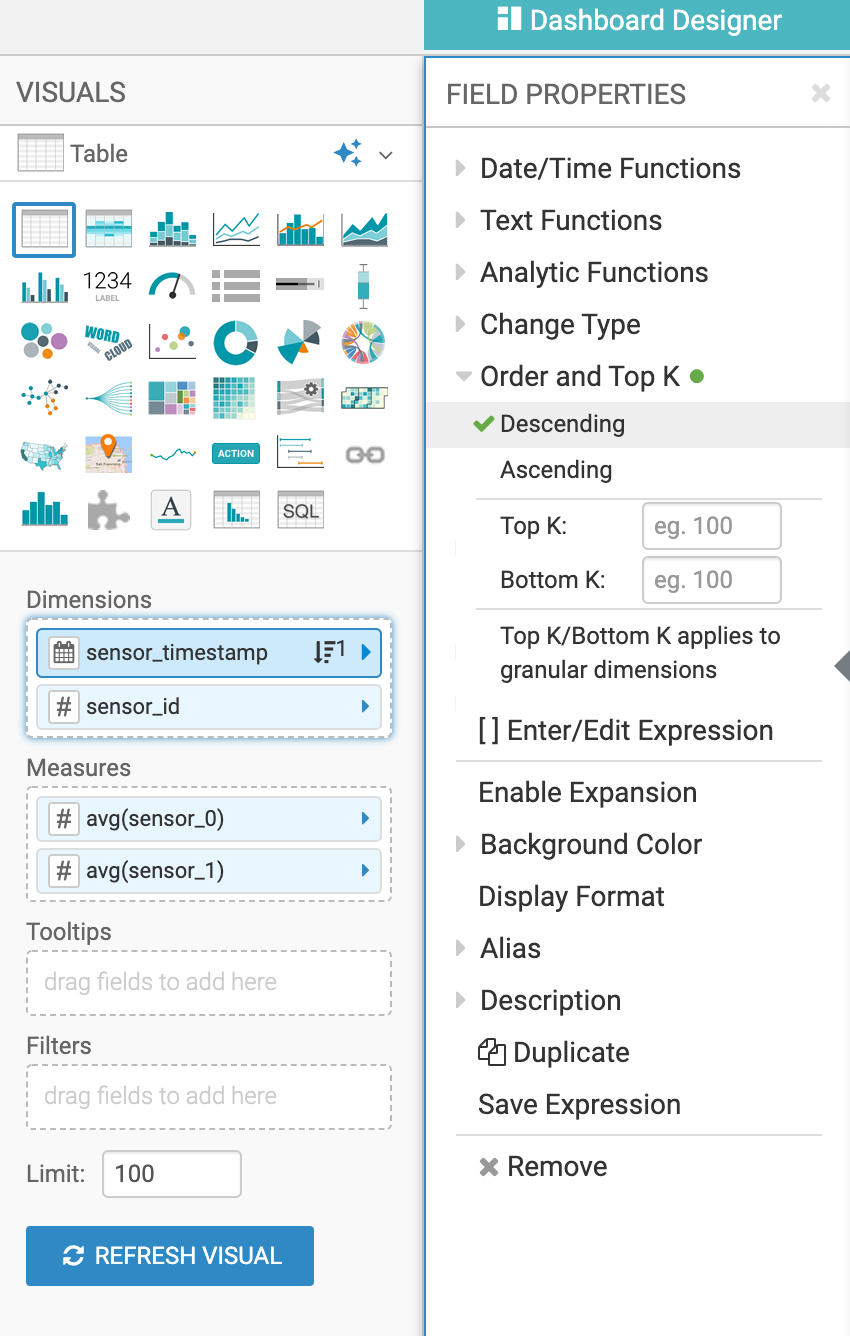 Dashboard Designer
VISUALS
Table
1234
LABEL
WORD
CLOUD
ACTION
A
SQL
Dimensions
sensor_timestamp
1
# sensor_id
Measures
# avg(sensor_0)
# avg(sensor_1)
Tooltips
drag fields to add here
Filters
drag fields to add here
Limit: 100
REFRESH VISUAL
FIELD PROPERTIES
Date/Time Functions
Text Functions
Analytic Functions
Change Type
Order and Top K
Descending
Ascending
Top K: eg. 100
Bottom K: eg. 100
Top K/Bottom K applies to
granular dimensions
[ ] Enter/Edit Expression
Enable Expansion
Background Color
Display Format
Alias
Description
Duplicate
Save Expression
Remove